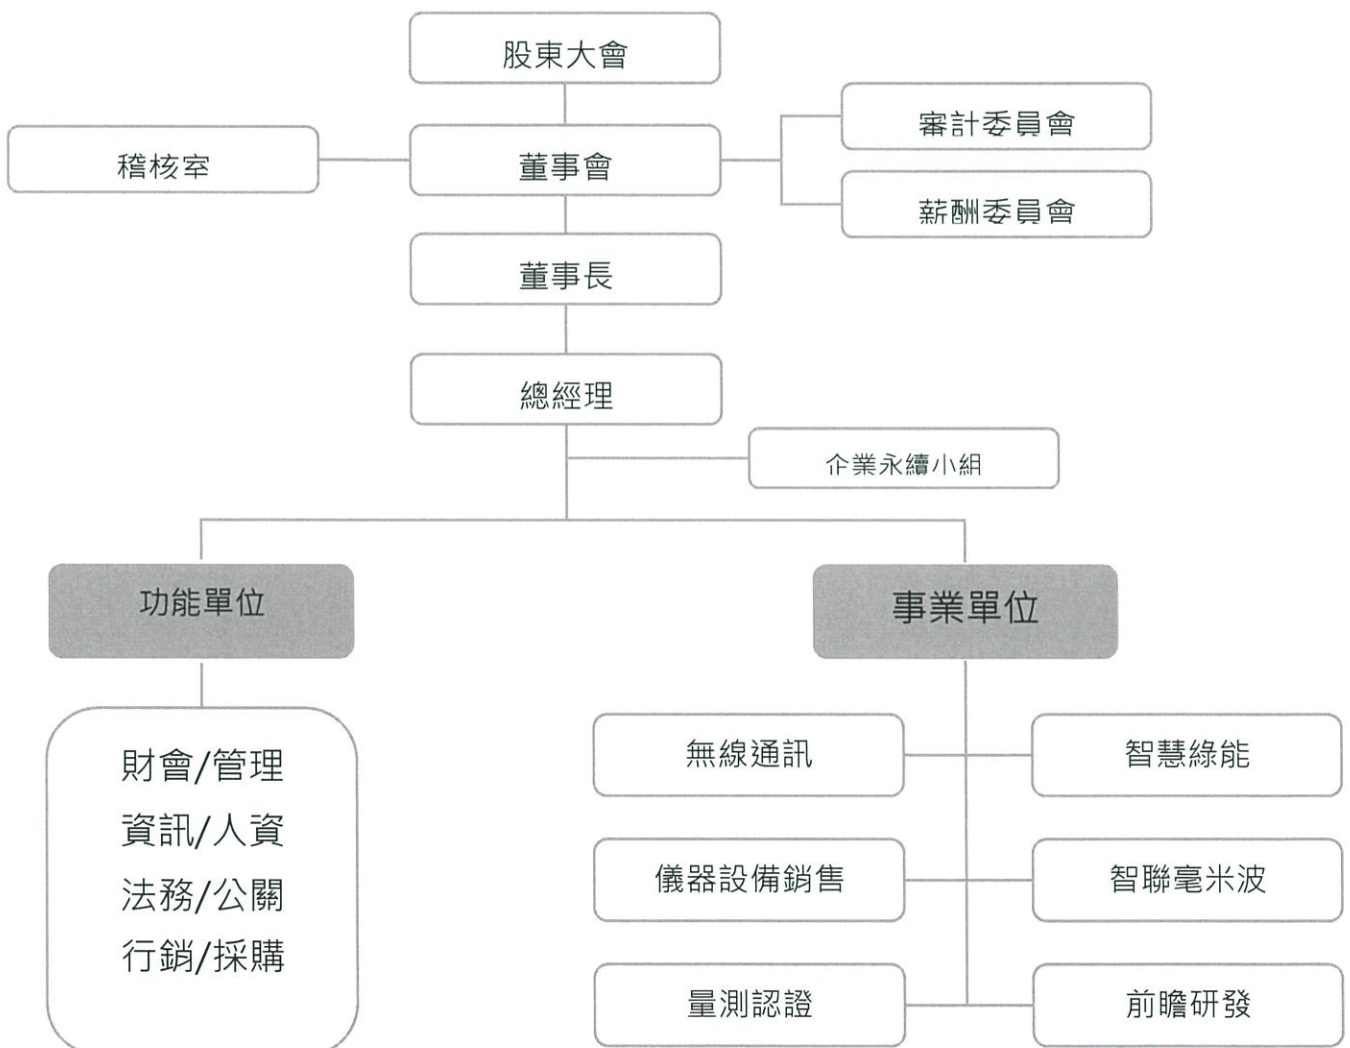 股東大會
審計委員會
稽核室
董事會
薪酬委員會
董事長
總經理
企業永續小組
功能單位
事業單位
財會/管理
資訊/人資
法務/公關
行銷/採購
無線通訊
智慧綠能
儀器設備銷售
智聯毫米波
量測認證
前瞻研發